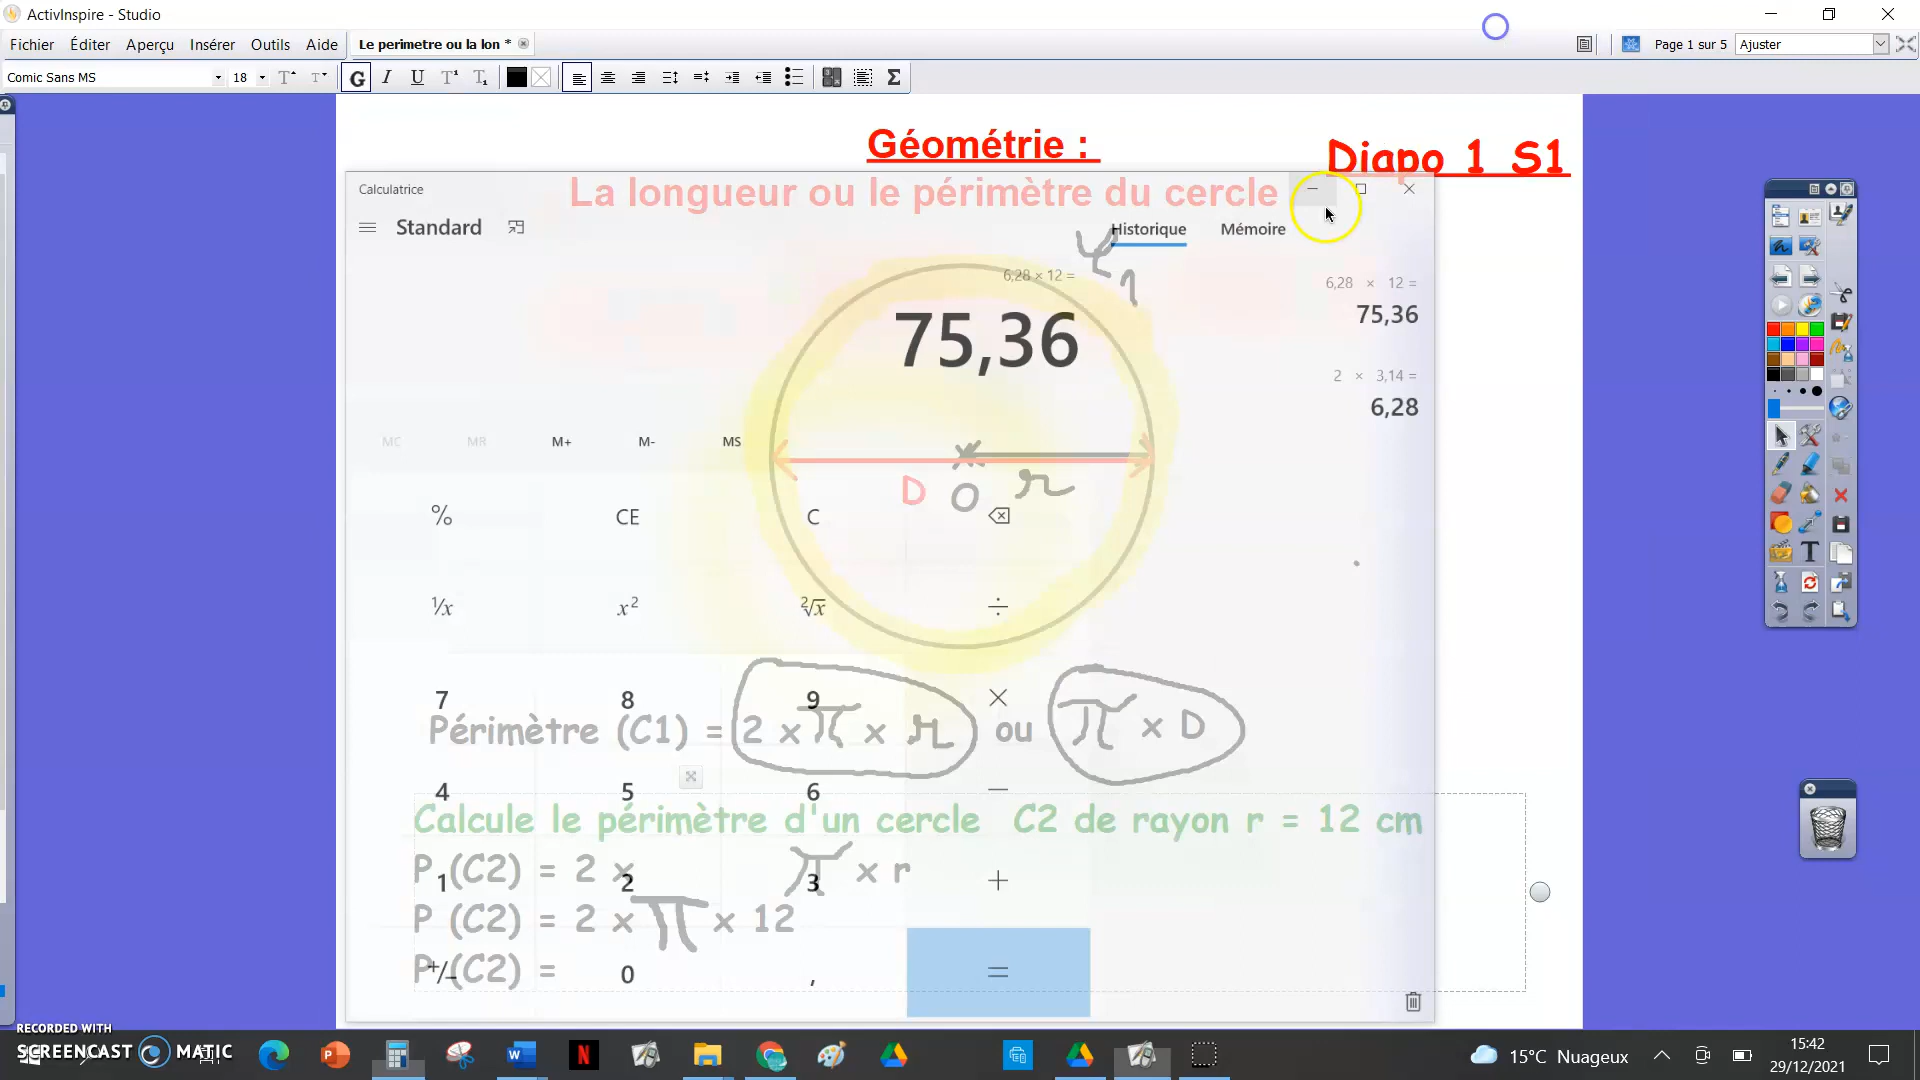 ActivInspire - Studio
Fichier Éditer Aperçu Insérer Outils Aide
Le perimetre ou la lon *
Page 1 sur 5
Ajuster
Comic Sans MS
18
G I U
Géométrie :
Diapo 1 S1
Calculatrice
La longueur ou le périmètre du cercle
Standard
Historique
Mémoire
6,28 × 12 =
75,36
6,28 × 12 =
75,36
2 × 3,14 =
6,28
MC MR M+ M- MS
D O r
% CE C
1/x x² ²√x ÷
7 8 9 ×
Périmètre (C1) = 2 × π × r ou π × D
4 5 6 −
Calcule le périmètre d'un cercle C2 de rayon r = 12 cm
P (C2) = 2 × π × r
1 2 3 +
P (C2) = 2 × π × 12
P (C2) =
+/− 0 , =
RECORDED WITH
SCREENCAST MATIC
15°C Nuageux
15:42
29/12/2021